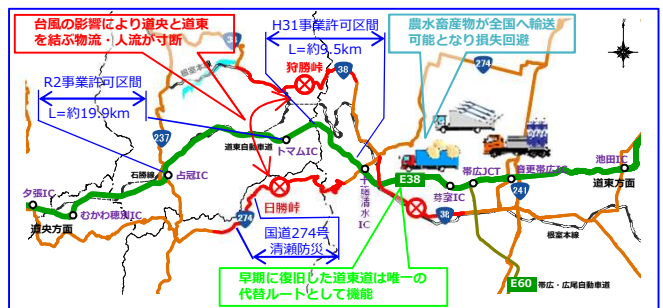 台風の影響により道央と道東
を結ぶ物流・人流が寸断
H31事業許可区間
L=約9.5km
農水畜産物が全国へ輸送
可能となり損失回避
R2事業許可区間
L=約19.9km
根室本線
狩勝峠
38
274
237
道東自動車道
トマムIC
石勝線
占冠IC
夕張IC
むかわ穂別IC
道央方面
日勝峠
274
国道274号
清瀬防災
十勝清水IC
E38
芽室IC
帯広JCT
音更帯広IC
241
池田IC
道東方面
38
根室本線
早期に復旧した道東道は唯一の
代替ルートとして機能
E60
帯広・広尾自動車道